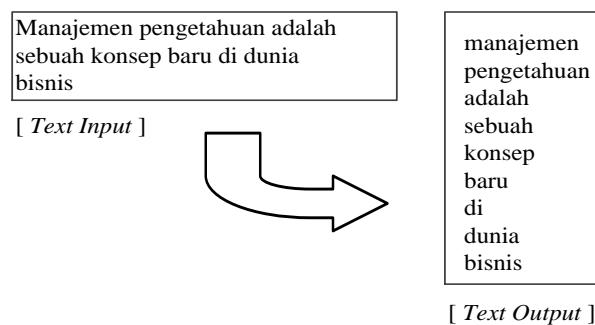 Manajemen pengetahuan adalah
sebuah konsep baru di dunia
bisnis
[ Text Input ]
manajemen
pengetahuan
adalah
sebuah
konsep
baru
di
dunia
bisnis
[ Text Output ]